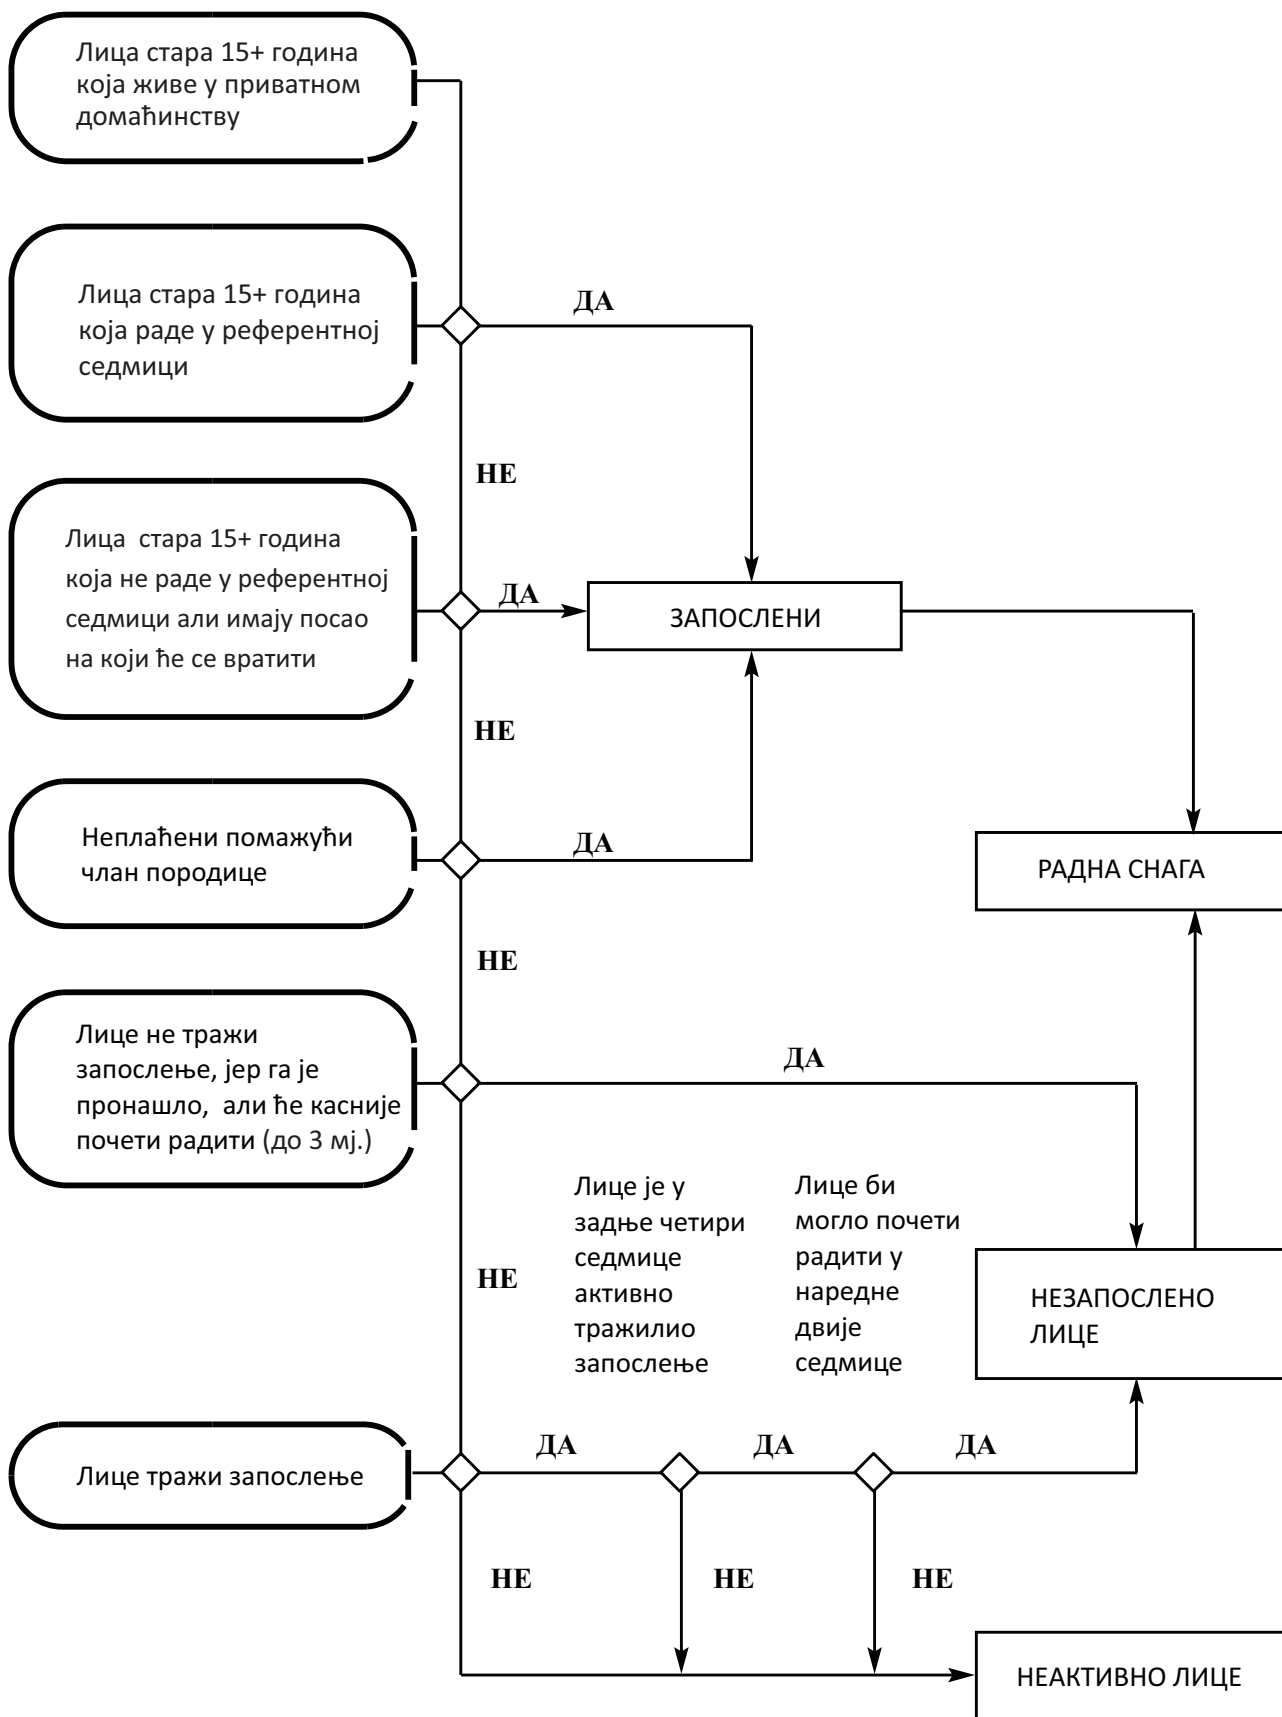 Лица стара 15+ година
која живе у приватном
домаћинству
Лица стара 15+ година
која раде у референтној
седмици
ДА
НЕ
Лица стара 15+ година
која не раде у референтној
седмици али имају посао
на који ће се вратити
ДА
ЗАПОСЛЕНИ
НЕ
Неплаћени помажући
члан породице
ДА
РАДНА СНАГА
НЕ
Лице не тражи
запослење, јер га је
пронашло, али ће касније
почети радити (до 3 мј.)
ДА
НЕ
Лице је у
задње четири
седмице
активно
тражилио
запослење
Лице би
могло почети
радити у
наредне
двије
седмице
НЕЗАПОСЛЕНО
ЛИЦЕ
Лице тражи запослење
ДА
ДА
ДА
НЕ
НЕ
НЕ
НЕАКТИВНО ЛИЦЕ